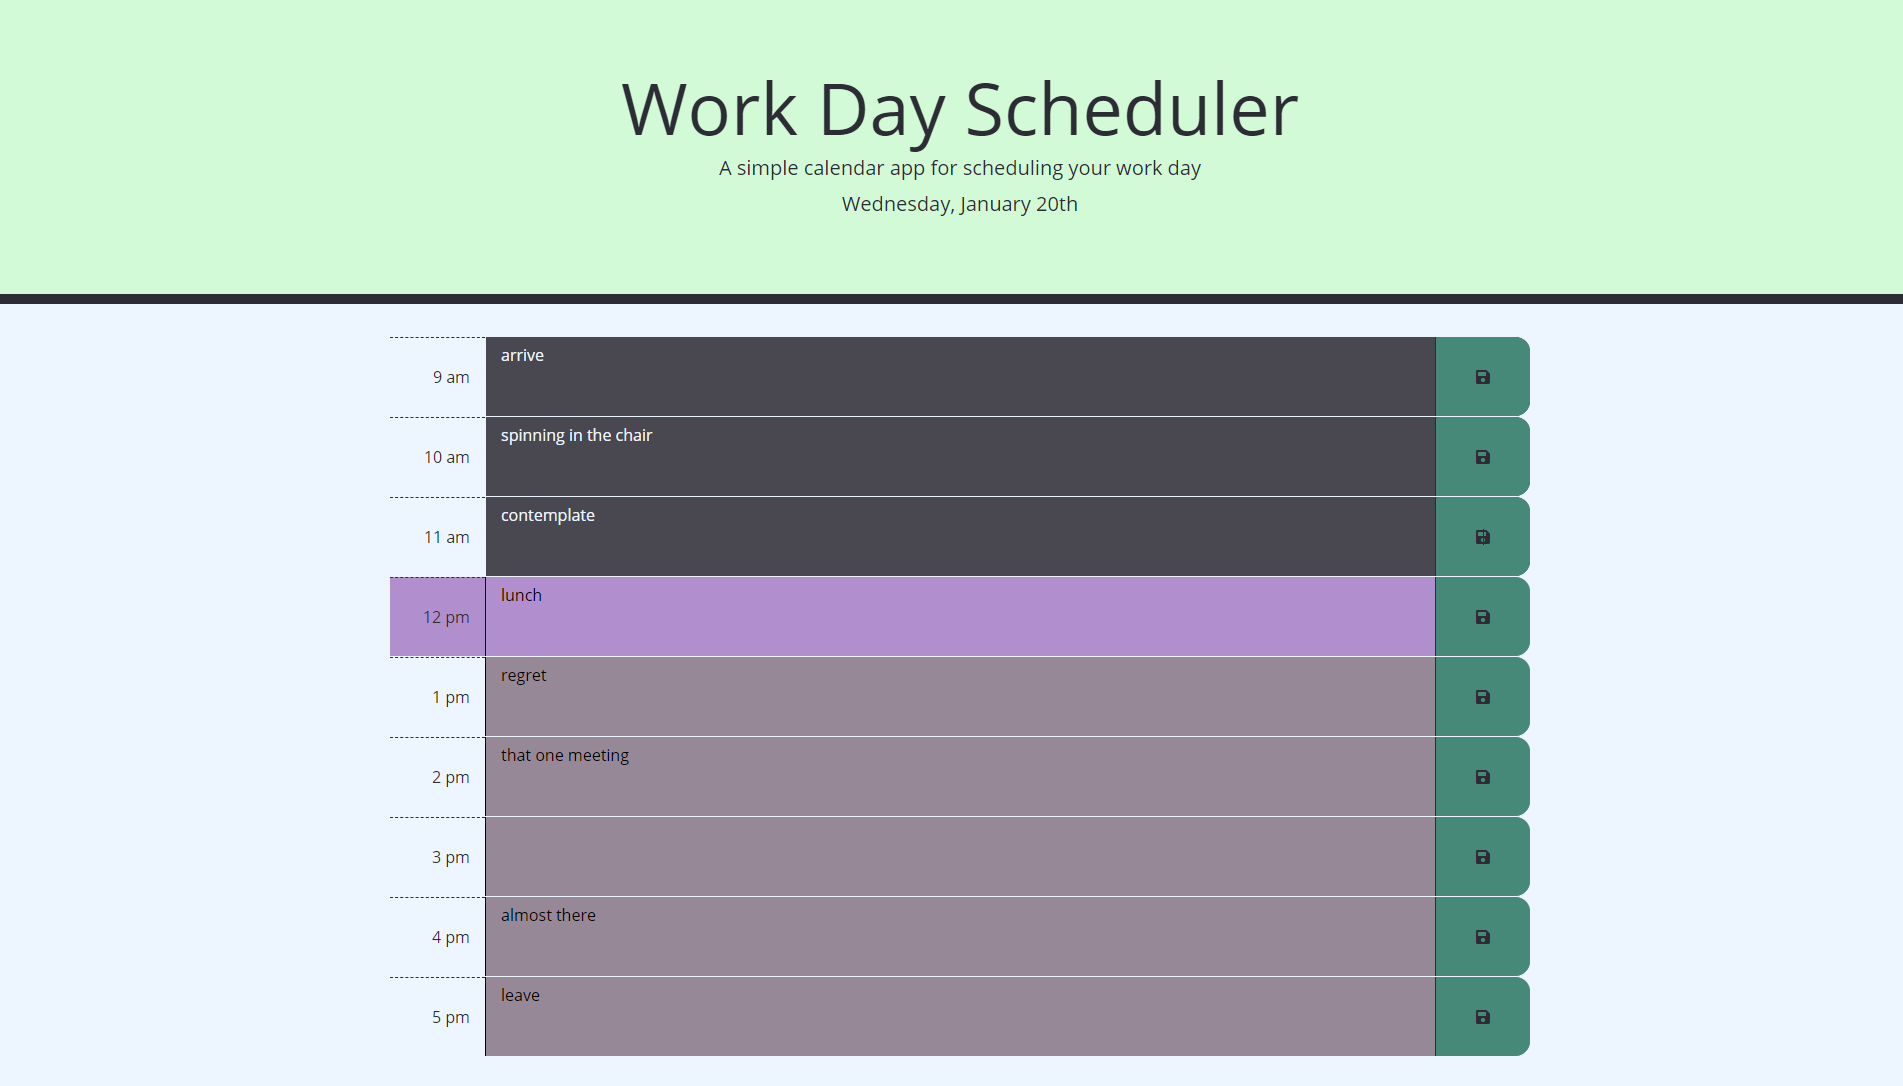 Work Day Scheduler
A simple calendar app for scheduling your work day
Wednesday, January 20th
9 am
arrive
10 am
spinning in the chair
11 am
contemplate
12 pm
lunch
1 pm
regret
2 pm
that one meeting
3 pm
4 pm
almost there
5 pm
leave